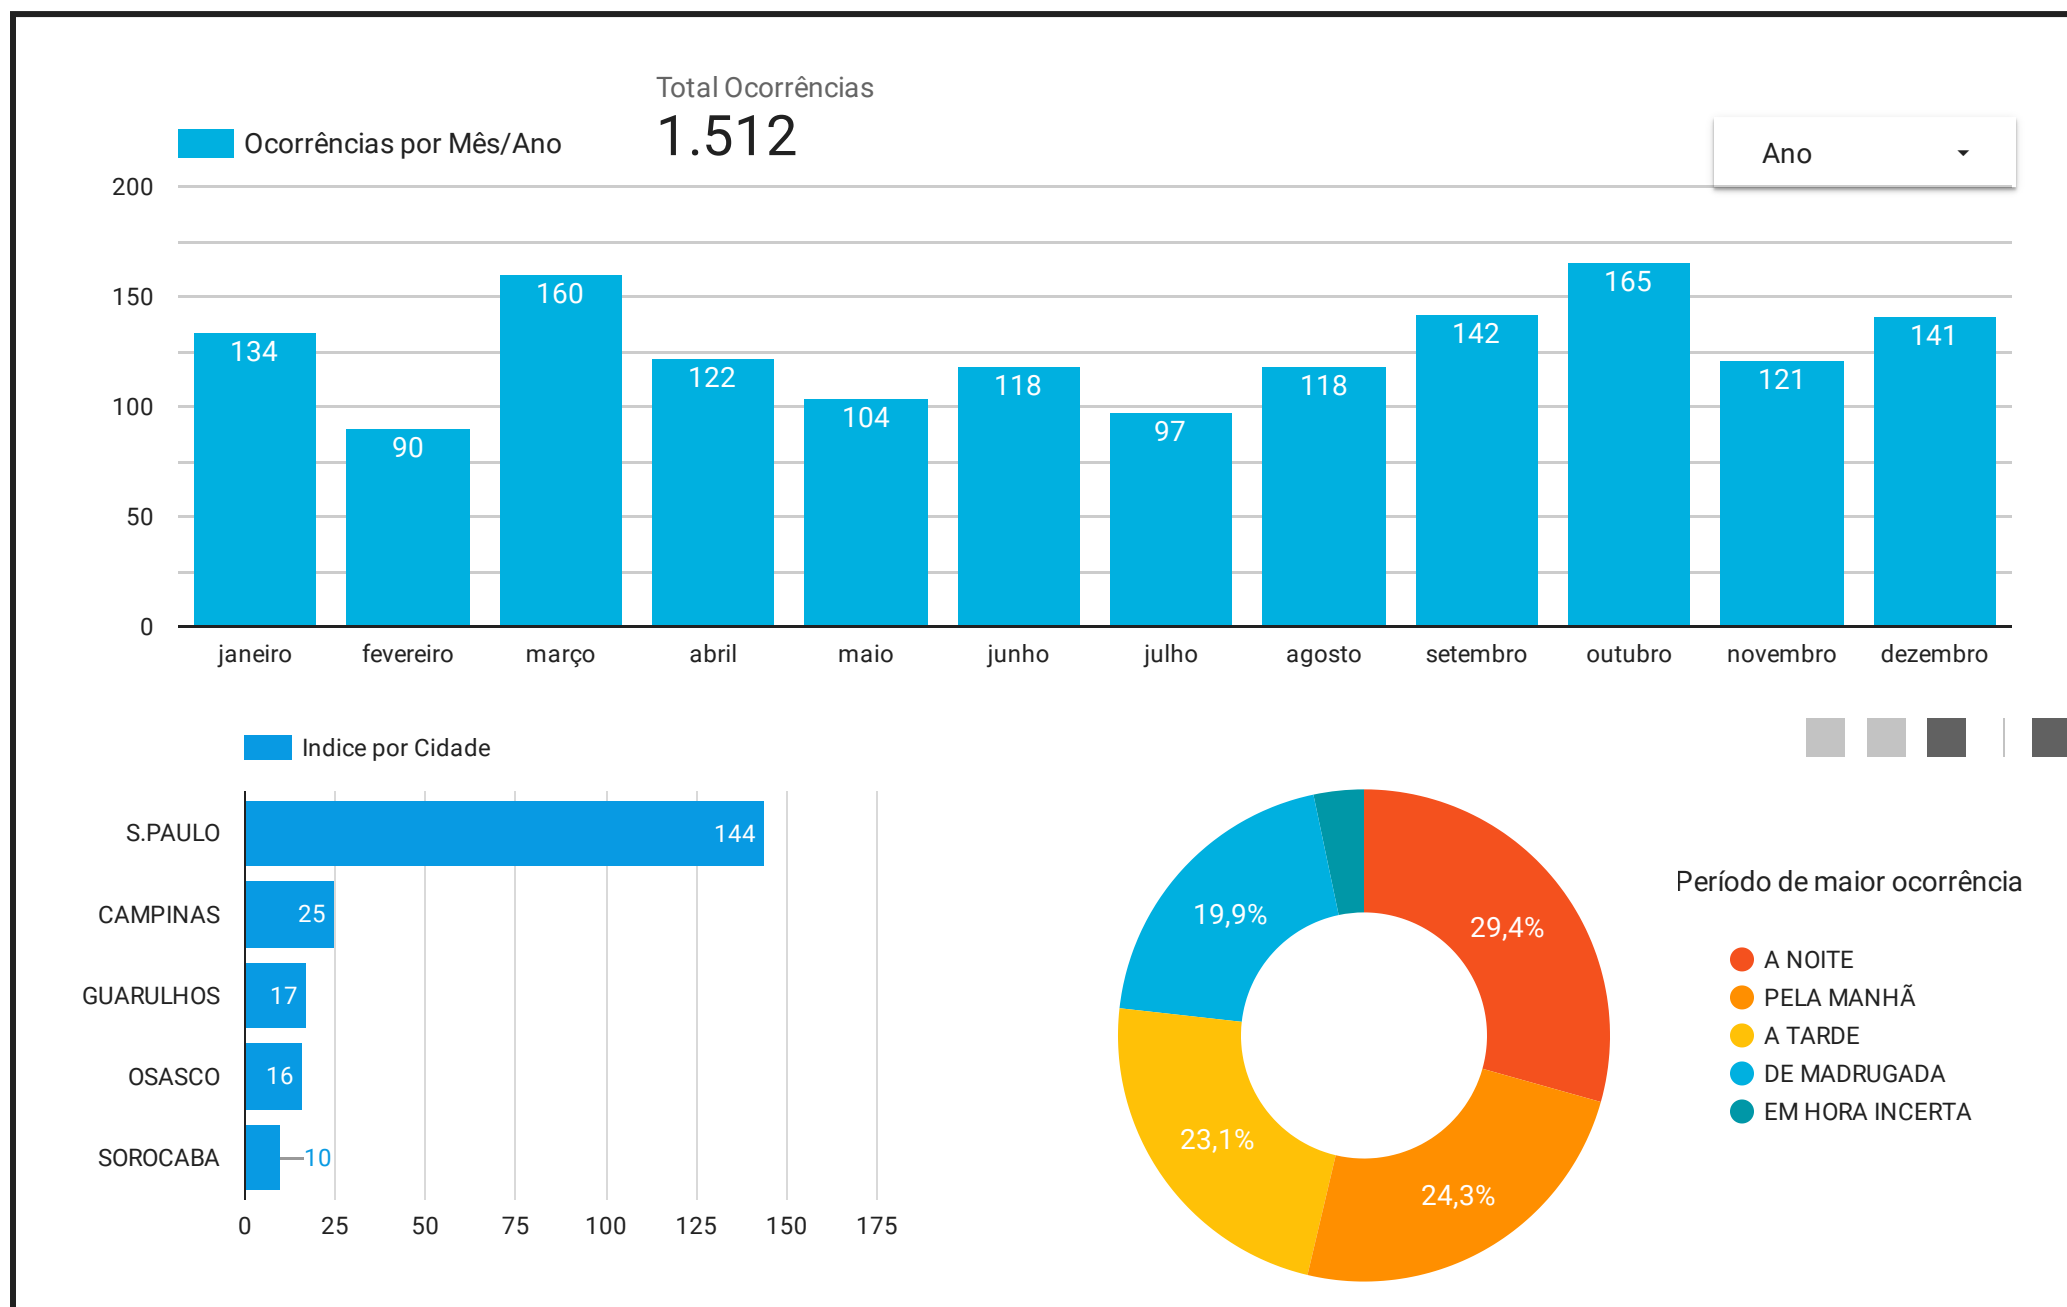 Total Ocorrências
1.512
Ocorrências por Mês/Ano
Ano
200
150
100
50
0
134
90
160
122
104
118
97
118
142
165
121
141
janeiro
fevereiro
março
abril
maio
junho
julho
agosto
setembro
outubro
novembro
dezembro
Indice por Cidade
S.PAULO
144
CAMPINAS
25
GUARULHOS
17
OSASCO
16
SOROCABA
10
0
25
50
75
100
125
150
175
29,4%
24,3%
23,1%
19,9%
Período de maior ocorrência
A NOITE
PELA MANHÃ
A TARDE
DE MADRUGADA
EM HORA INCERTA